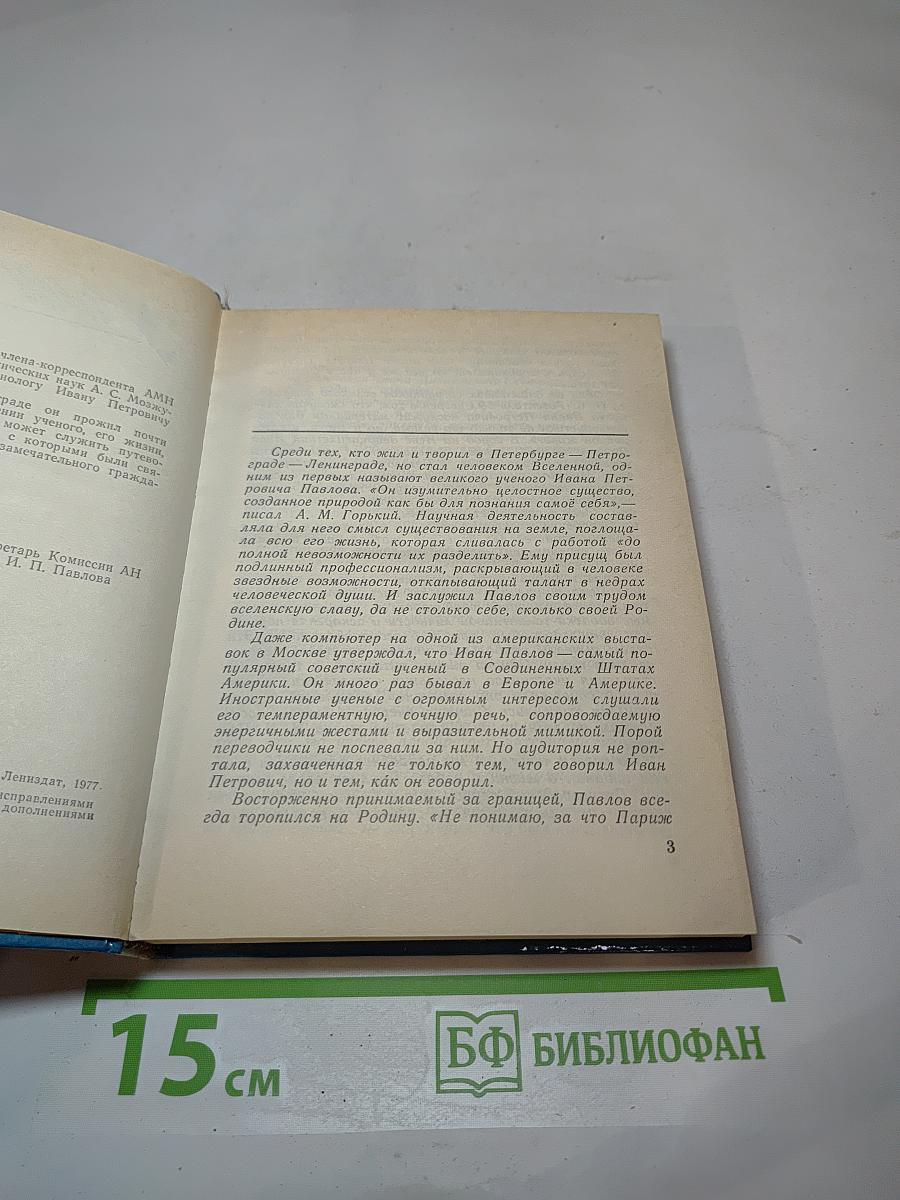 члена-корреспондента АМН
ических наук А. С. Мозжу-
иологу Ивану Петровичу
граде он прожил почти
нии ученого, его жизни,
может служить путево-
с которыми были свя-
замечательного гражда-
ретарь Комиссии АН
И. П. Павлова
Лениздат, 1977.
исправлениями
дополнениями
Среди тех, кто жил и творил в Петербурге — Петро-
граде — Ленинграде, но стал человеком Вселенной, од-
ним из первых называют великого ученого Ивана Пет-
ровича Павлова. «Он изумительно целостное существо,
созданное природой как бы для познания самоё себя»,—
писал А. М. Горький. Научная деятельность состав-
ляла для него смысл существования на земле, поглоща-
ла всю его жизнь, которая сливалась с работой «до
полной невозможности их разделить». Ему присущ был
подлинный профессионализм, раскрывающий в человеке
звездные возможности, откапывающий талант в недрах
человеческой души. И заслужил Павлов своим трудом
вселенскую славу, да не столько себе, сколько своей Ро-
дине.
Даже компьютер на одной из американских выста-
вок в Москве утверждал, что Иван Павлов — самый по-
пулярный советский ученый в Соединенных Штатах
Америки. Он много раз бывал в Европе и Америке.
Иностранные ученые с огромным интересом слушали
его темпераментную, сочную речь, сопровождаемую
энергичными жестами и выразительной мимикой. Порой
переводчики не поспевали за ним. Но аудитория не роп-
тала, захваченная не только тем, что говорил Иван
Петрович, но и тем, ка́к он говорил.
Восторженно принимаемый за границей, Павлов все-
гда торопился на Родину. «Не понимаю, за что Париж
3
15 см
БФ БИБЛИОФАН